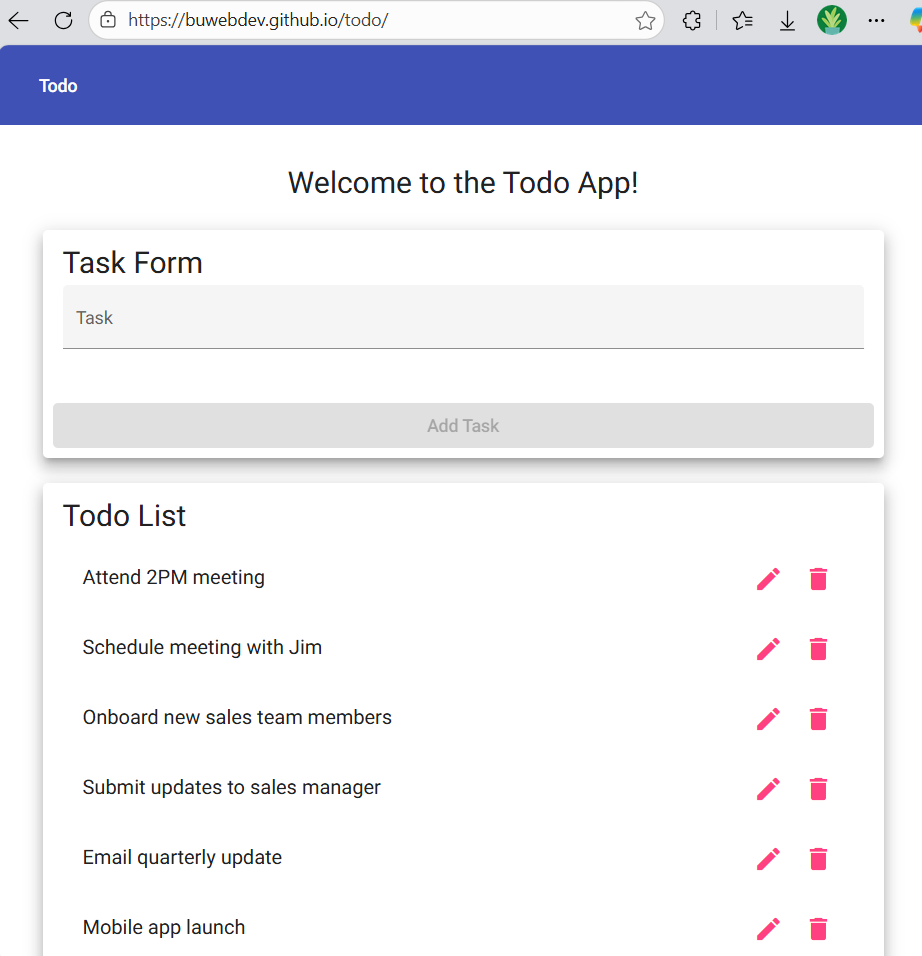 https://buwebdev.github.io/todo/
Todo
Welcome to the Todo App!
Task Form
Task
Add Task
Todo List
Attend 2PM meeting
Schedule meeting with Jim
Onboard new sales team members
Submit updates to sales manager
Email quarterly update
Mobile app launch